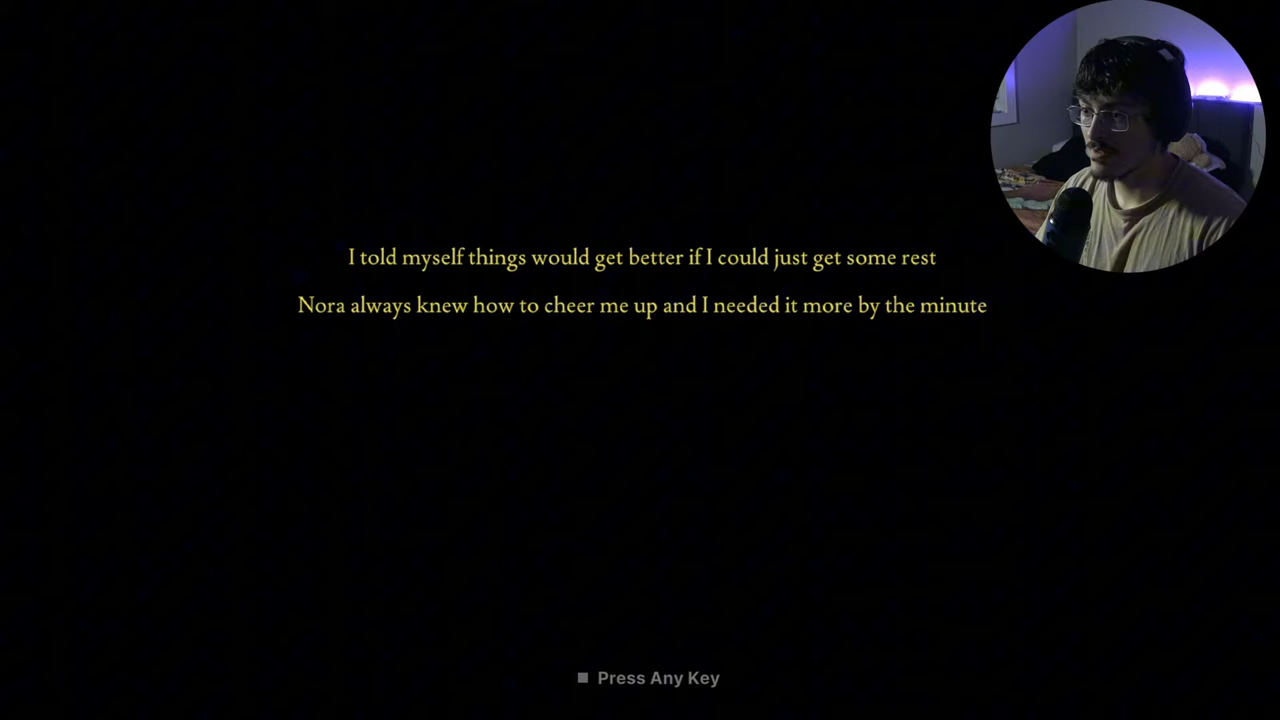 I told myself things would get better if I could just get some rest
Nora always knew how to cheer me up and I needed it more by the minute
Press Any Key